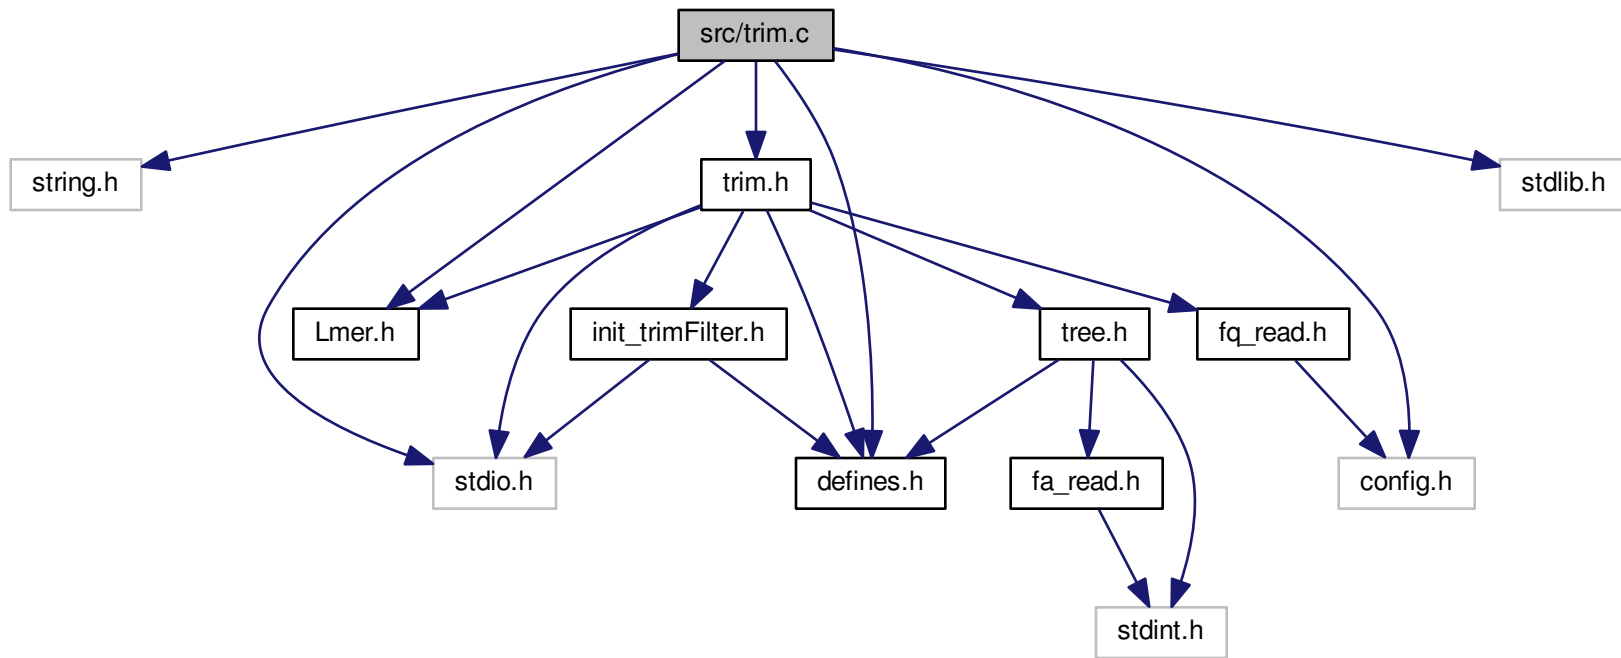 src/trim.c
string.h
trim.h
stdlib.h
Lmer.h
init_trimFilter.h
tree.h
fq_read.h
stdio.h
defines.h
fa_read.h
config.h
stdint.h